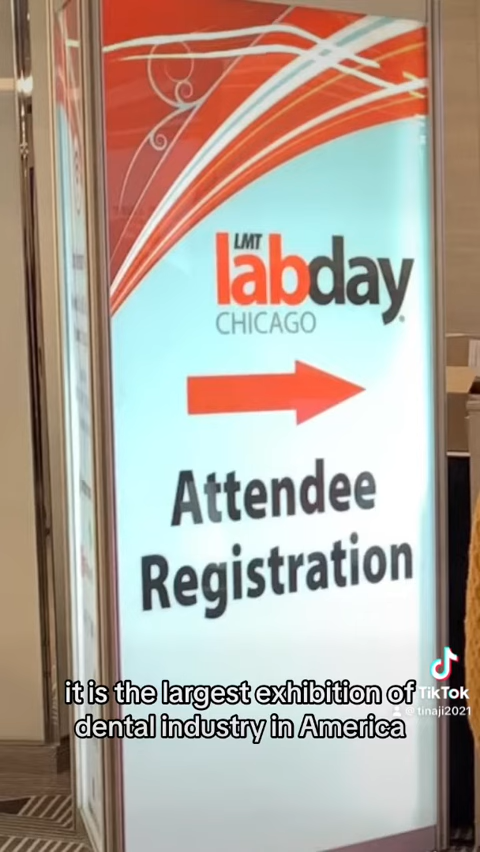 LMT
labday
CHICAGO
Attendee
Registration
it is the largest exhibition of
dental industry in America
TikTok
@tinaji2021